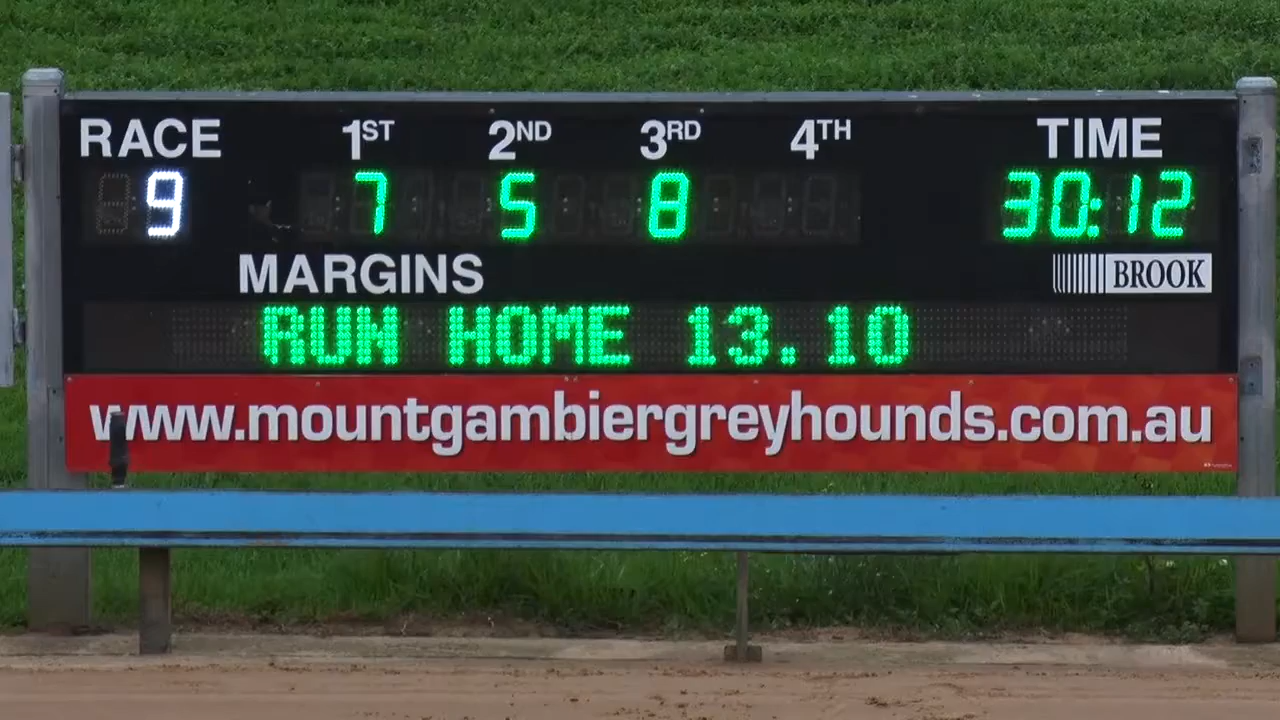 RACE 1ST 2ND 3RD 4TH TIME
9 7 5 8 30:12
MARGINS BROOK
RUN HOME 13.10
www.mountgambiergreyhounds.com.au